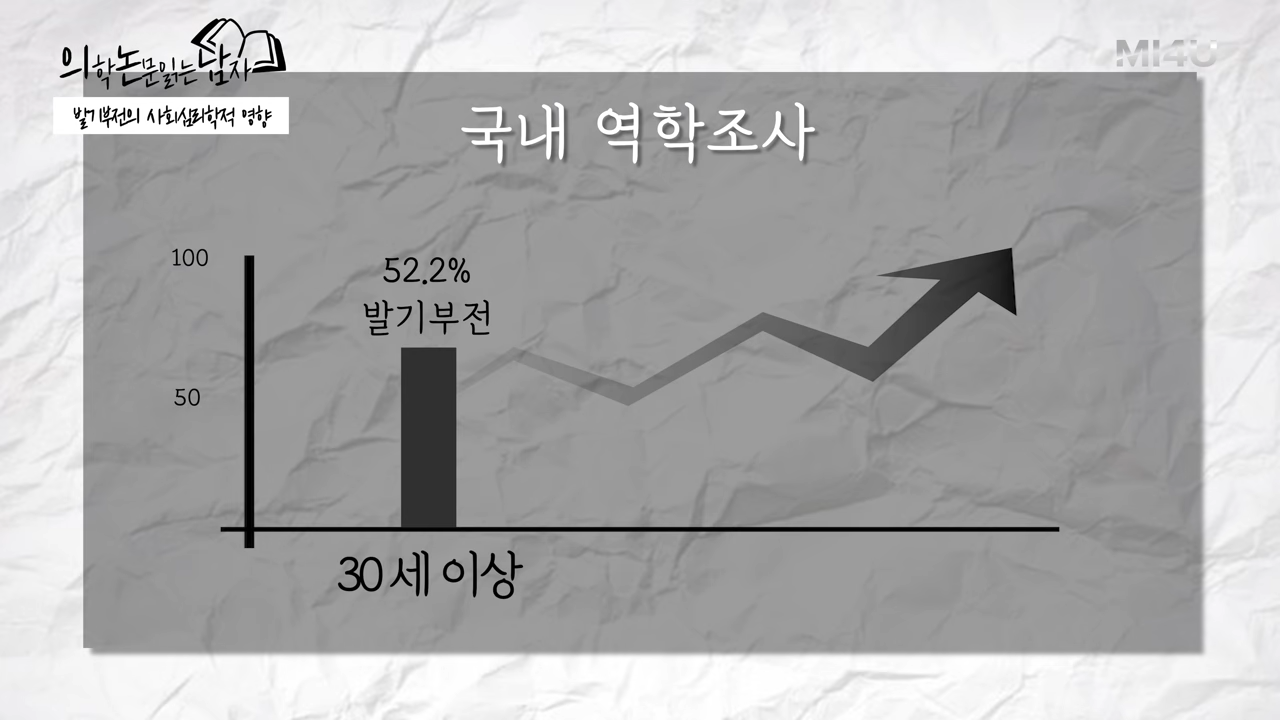 의학논문읽는남자
발기부전의 사회심리학적 영향
MI4U
국내 역학조사
100
52.2%
발기부전
50
30세 이상